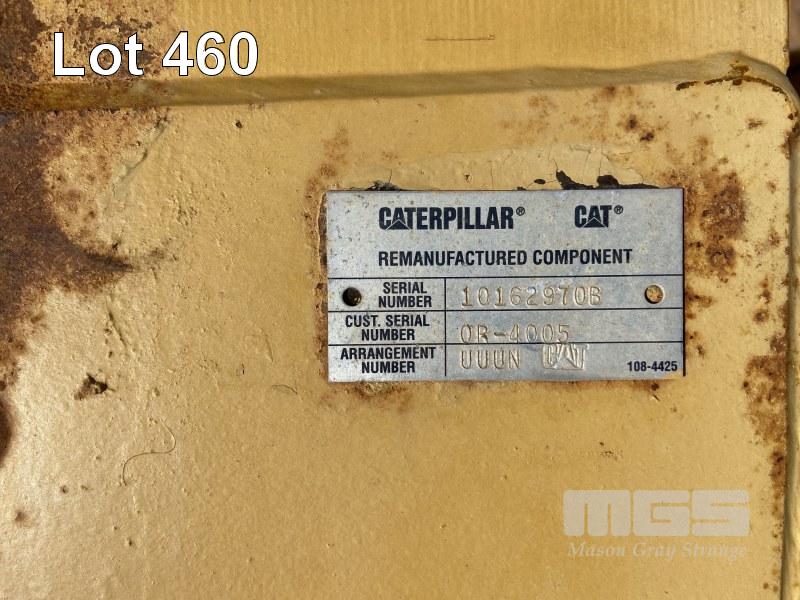 Lot 460
CATERPILLAR® CAT®
REMANUFACTURED COMPONENT
SERIAL NUMBER 10162970B
CUST. SERIAL NUMBER 0R-4005
ARRANGEMENT NUMBER UUUN CAT 108-4425
MGS
Mason Gray Strange